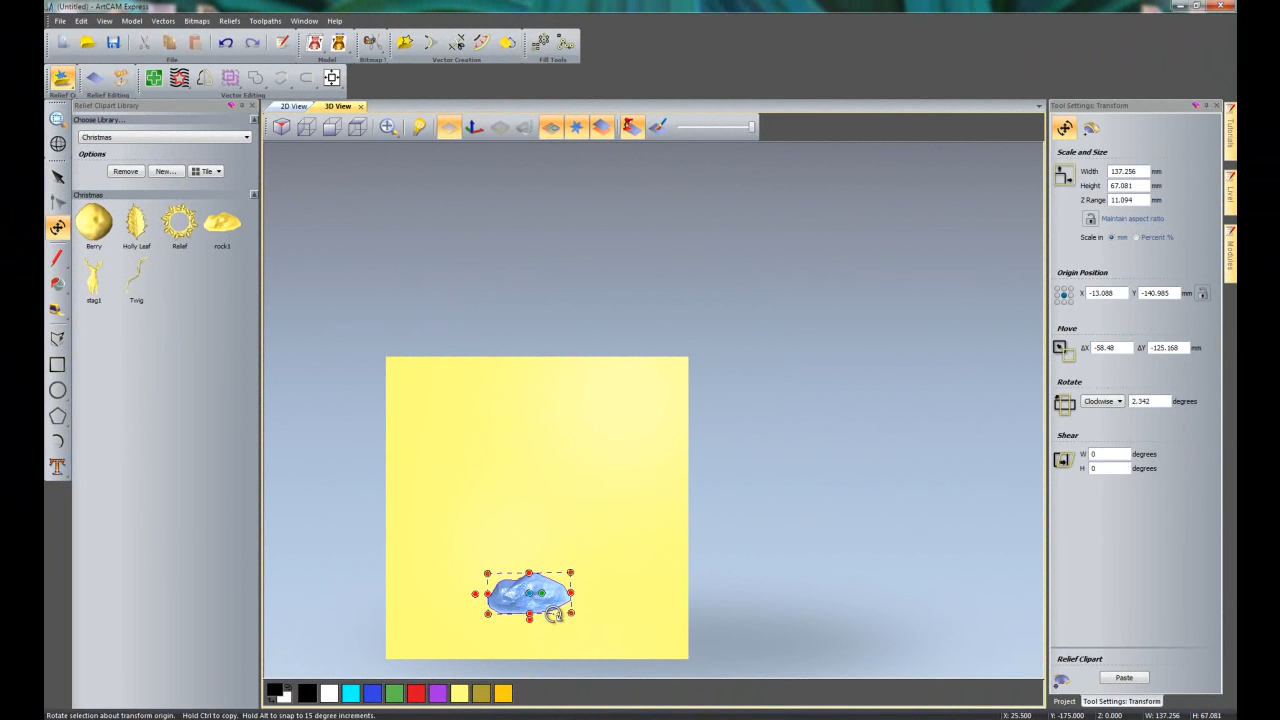 (Untitled) - ArtCAM Express
File Edit View Model Vectors Bitmaps Reliefs Toolpaths Window Help
File Model Bitmap Vector Creation Fill Tools
Relief Cr Relief Editing Vector Editing
Relief Clipart Library
Choose Library...
Christmas
Options
Remove New... Tile
Christmas
Berry Holly Leaf Relief rock1
stag1 Twig
2D View 3D View
Tool Settings: Transform
Scale and Size
Width 137.256 mm
Height 67.081 mm
Z Range 11.094 mm
Maintain aspect ratio
Scale in mm Percent %
Origin Position
X -13.088 Y -140.985 mm
Move
ΔX -58.48 ΔY -125.168 mm
Rotate
Clockwise 2.342 degrees
Shear
W 0 degrees
H 0 degrees
Relief Clipart
Paste
Project Tool Settings: Transform
Tutorials
Live!
Modules
Rotate selection about transform origin. Hold Ctrl to copy. Hold Alt to snap to 15 degree increments.
X: 25.500 Y: -175.000 Z: 0.000 W: 137.256 H: 67.081